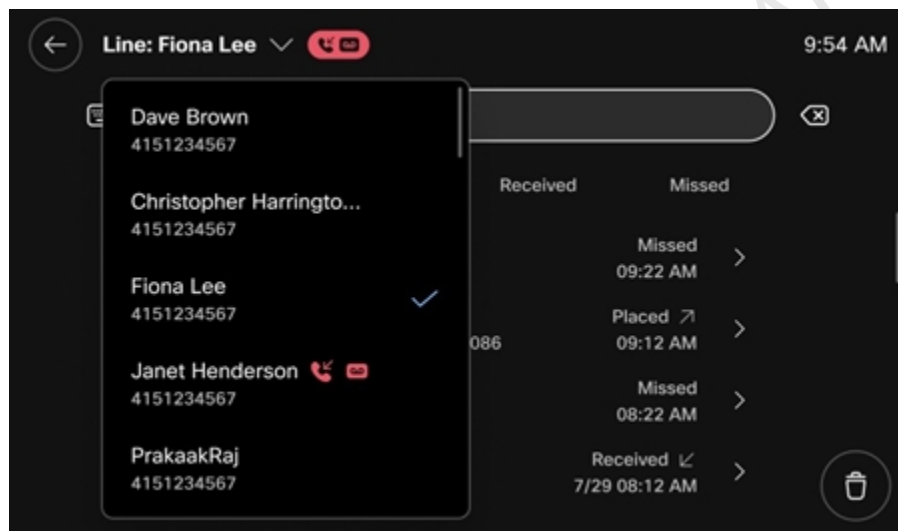 Line: Fiona Lee
9:54 AM
Dave Brown
4151234567
Christopher Harringto...
4151234567
Fiona Lee
4151234567
Janet Henderson
4151234567
PrakaakRaj
4151234567
Received Missed
Missed
09:22 AM
Placed
086 09:12 AM
Missed
08:22 AM
Received
7/29 08:12 AM